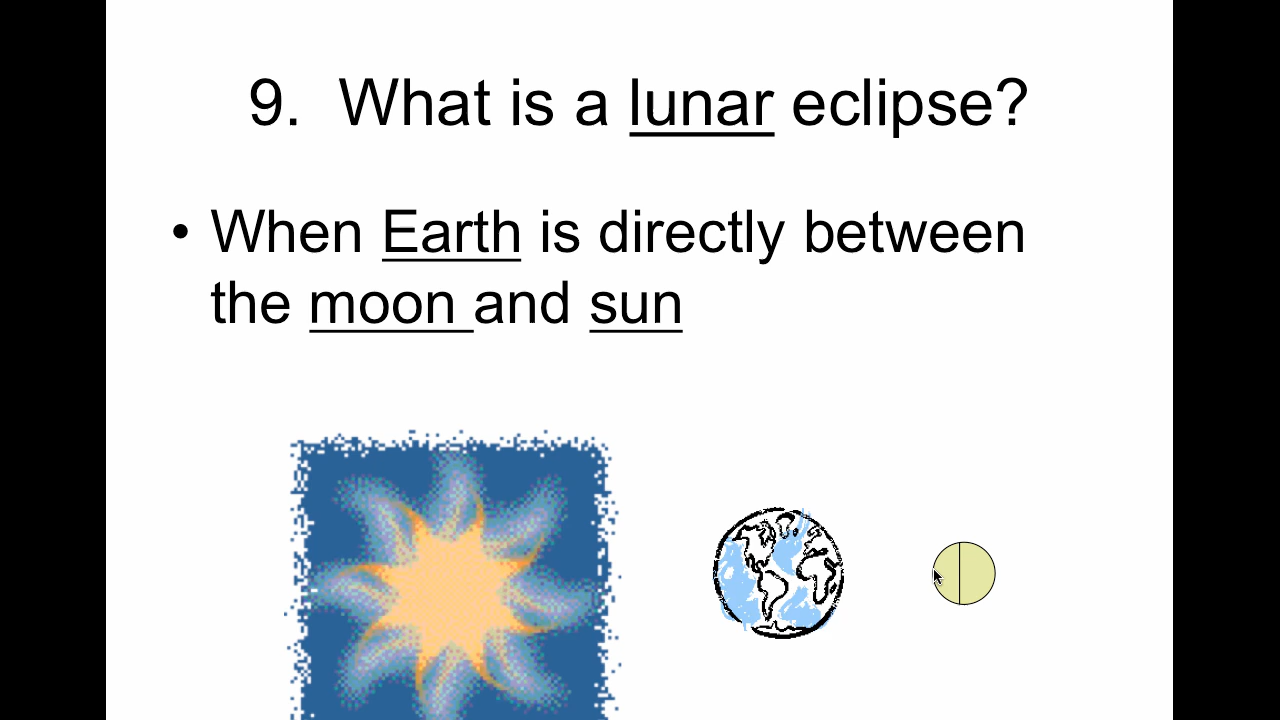 9. What is a lunar eclipse?
• When Earth is directly between
the moon and sun